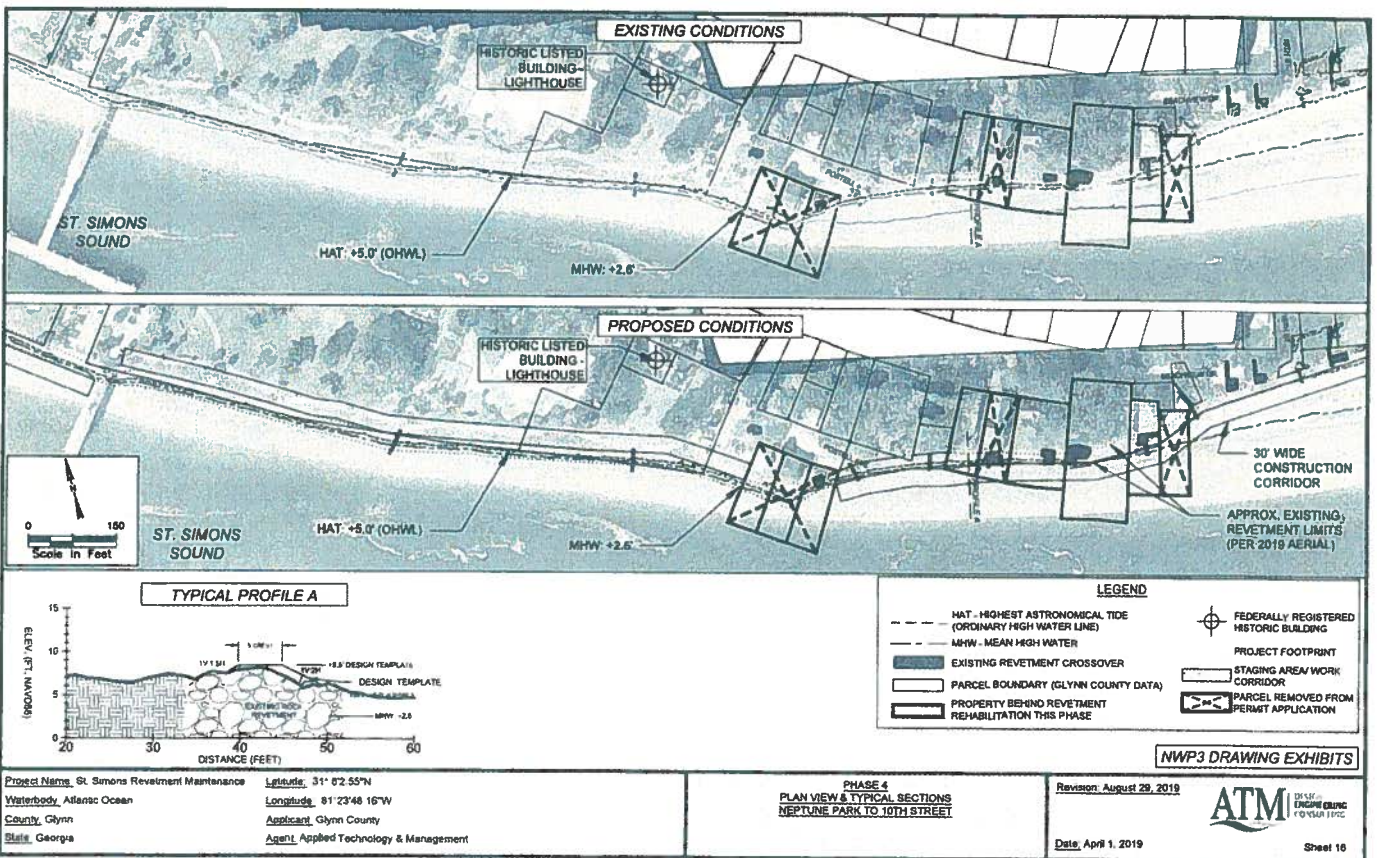 EXISTING CONDITIONS
HISTORIC LISTED
BUILDING-
LIGHTHOUSE
ST. SIMONS
SOUND
HAT: +5.0' (OHWL)
MHW: +2.6'
PROPOSED CONDITIONS
HISTORIC LISTED
BUILDING -
LIGHTHOUSE
N
0 150
Scale In Feet
ST. SIMONS
SOUND
HAT: +5.0' (OHWL)
MHW: +2.6'
30' WIDE
CONSTRUCTION
CORRIDOR
APPROX. EXISTING
REVETMENT LIMITS
(PER 2019 AERIAL)
TYPICAL PROFILE A
ELEV. (FT. NAVD88)
15
10
5
0
20 30 40 50 60
DISTANCE (FEET)
DESIGN TEMPLATE
DESIGN TEMPLATE
EXISTING ROCK
REVETMENT
LEGEND
HAT - HIGHEST ASTRONOMICAL TIDE
(ORDINARY HIGH WATER LINE)
MHW - MEAN HIGH WATER
EXISTING REVETMENT CROSSOVER
PARCEL BOUNDARY (GLYNN COUNTY DATA)
PROPERTY BEHIND REVETMENT
REHABILITATION THIS PHASE
FEDERALLY REGISTERED
HISTORIC BUILDING
PROJECT FOOTPRINT
STAGING AREA/ WORK
CORRIDOR
PARCEL REMOVED FROM
PERMIT APPLICATION
NWP3 DRAWING EXHIBITS
Project Name: St. Simons Revetment Maintenance
Waterbody: Atlantic Ocean
County: Glynn
State: Georgia
Latitude: 31° 8'2.55"N
Longitude: 81°23'48.16"W
Applicant: Glynn County
Agent: Applied Technology & Management
PHASE 4
PLAN VIEW & TYPICAL SECTIONS
NEPTUNE PARK TO 10TH STREET
Revision: August 29, 2019
Date: April 1, 2019
ATM
DESIGN
ENGINEERING
CONSULTING
Sheet 16